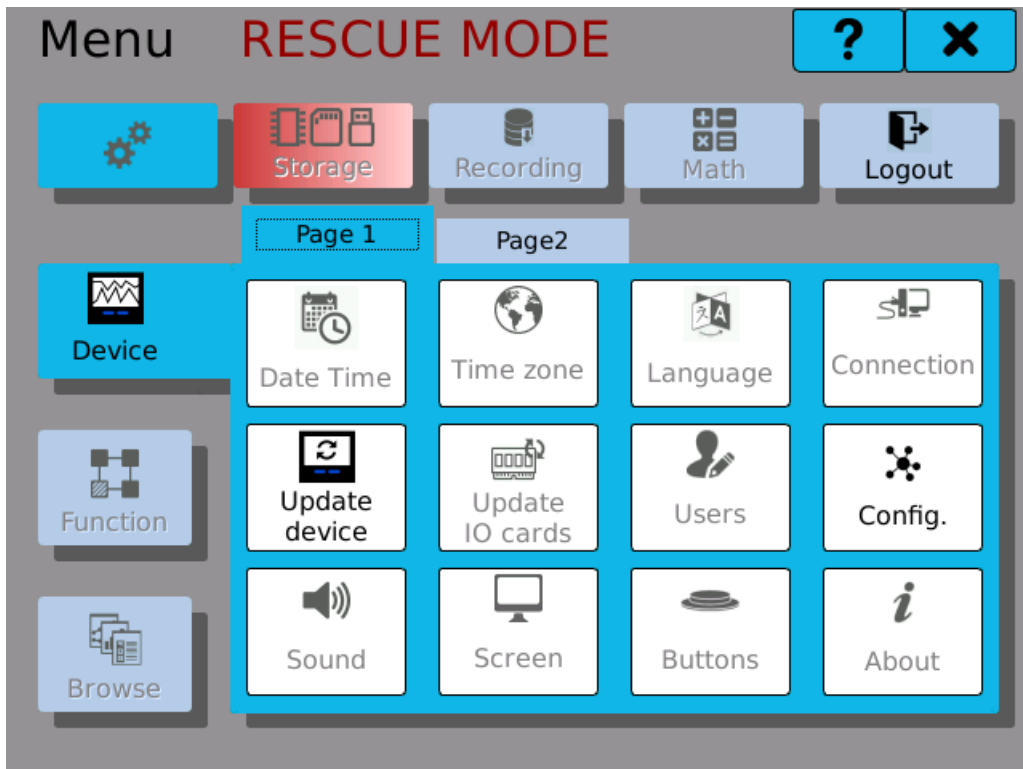 Menu RESCUE MODE ?
Storage Recording Math Logout
Page 1 Page2
Device
Date Time Time zone Language Connection
Update device Update IO cards Users Config.
Function
Sound Screen Buttons About
Browse